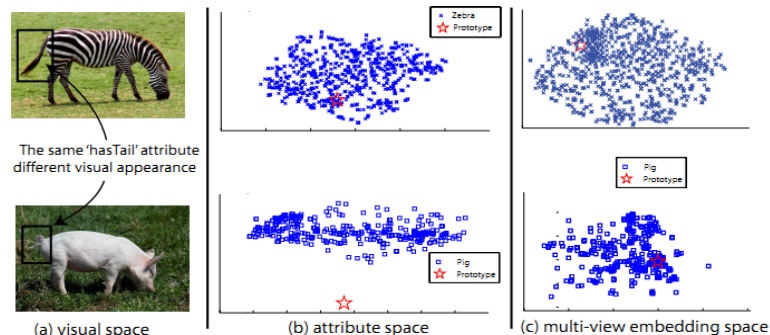 Zebra
Prototype
The same 'hasTail' attribute
different visual appearance
Pig
Prototype
Pig
Prototype
(a) visual space
(b) attribute space
(c) multi-view embedding space